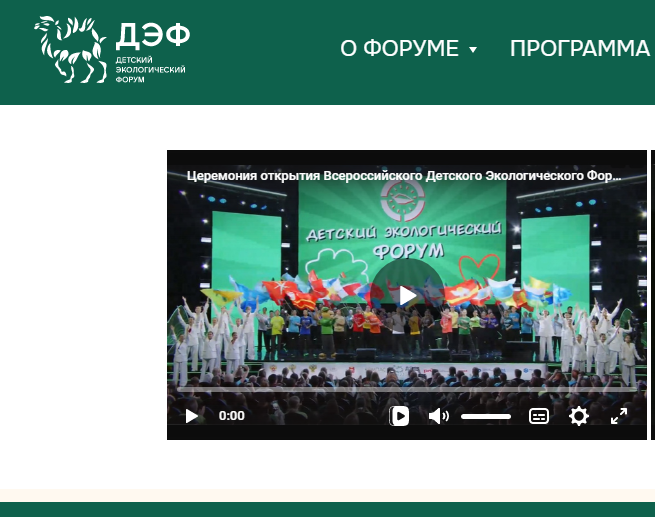 ДЭФ
ДЕТСКИЙ
ЭКОЛОГИЧЕСКИЙ
ФОРУМ
О ФОРУМЕ
ПРОГРАММА
Церемония открытия Всероссийского Детского Экологического Фор...
ДЕТСКИЙ ЭКОЛОГИЧЕСКИЙ
ФОРУМ
0:00